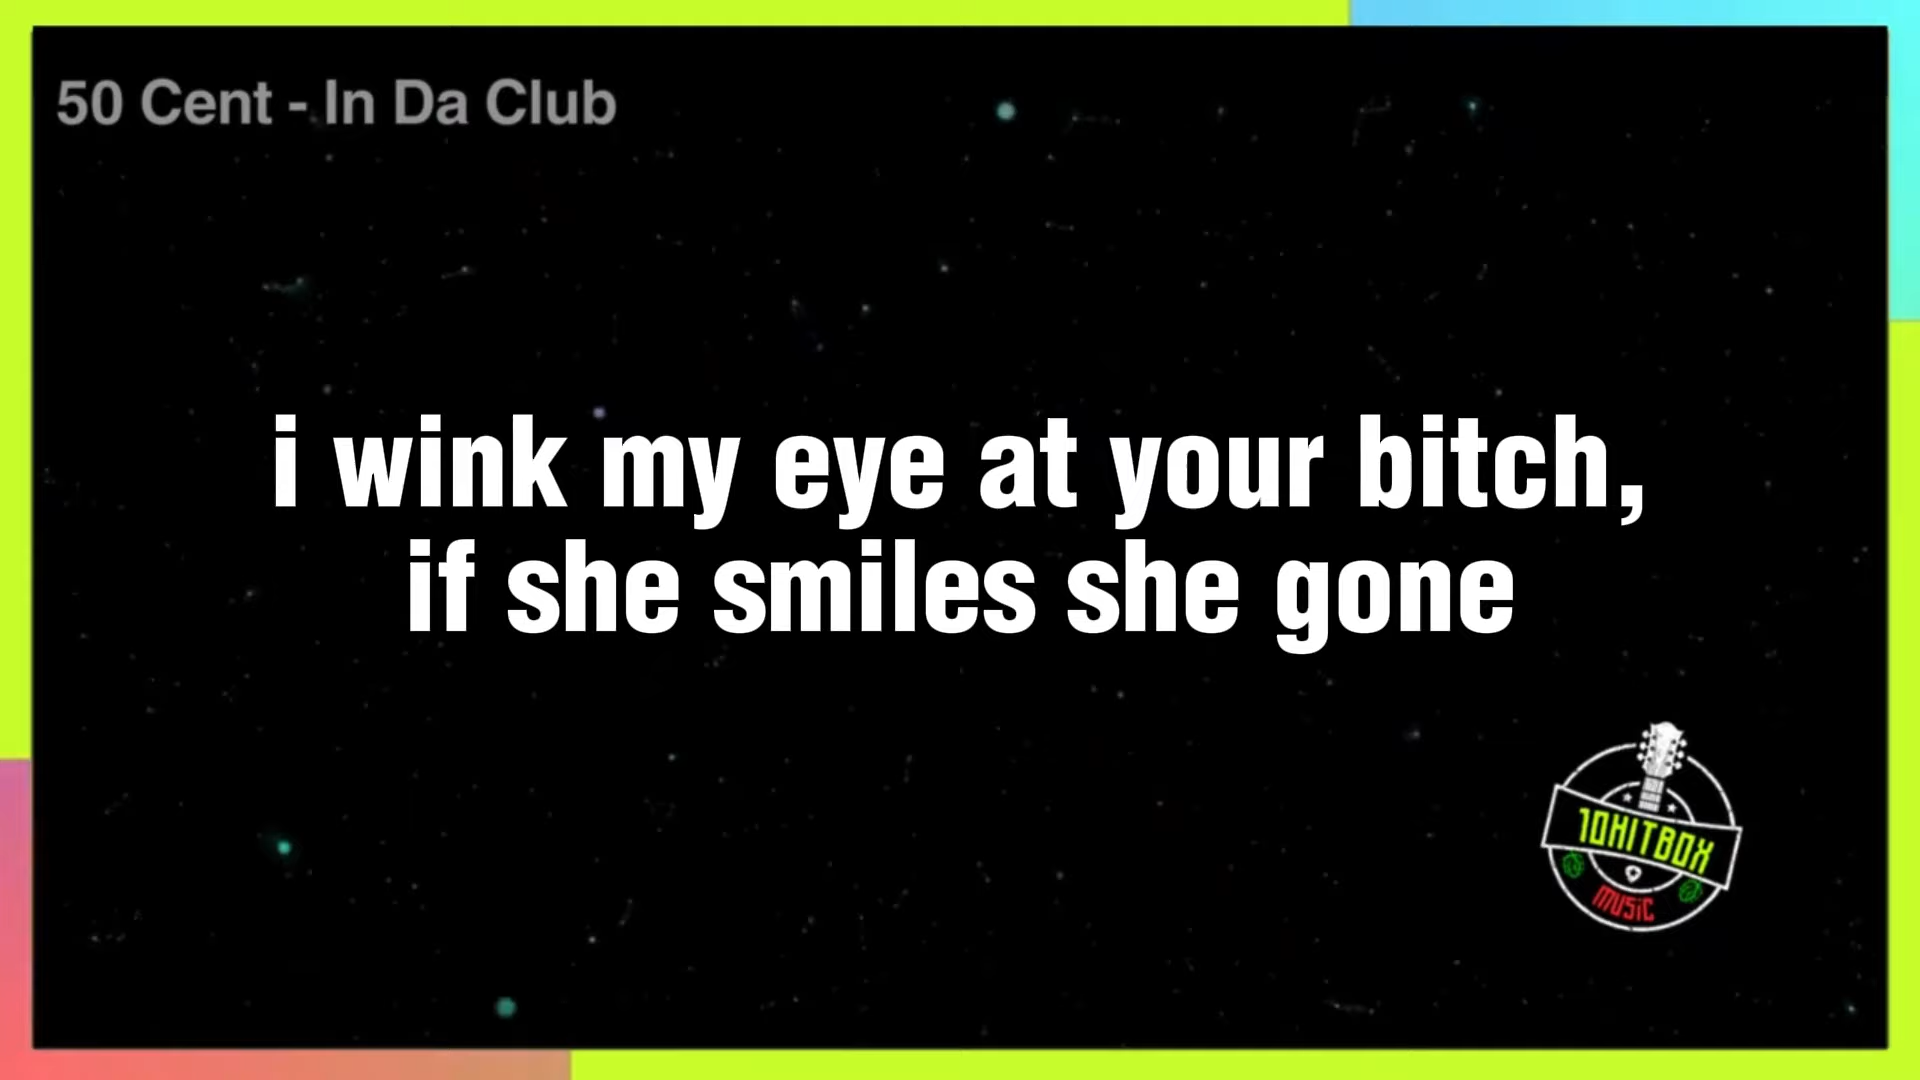 50 Cent - In Da Club
i wink my eye at your bitch,
if she smiles she gone
10HITBOX
MUSIC